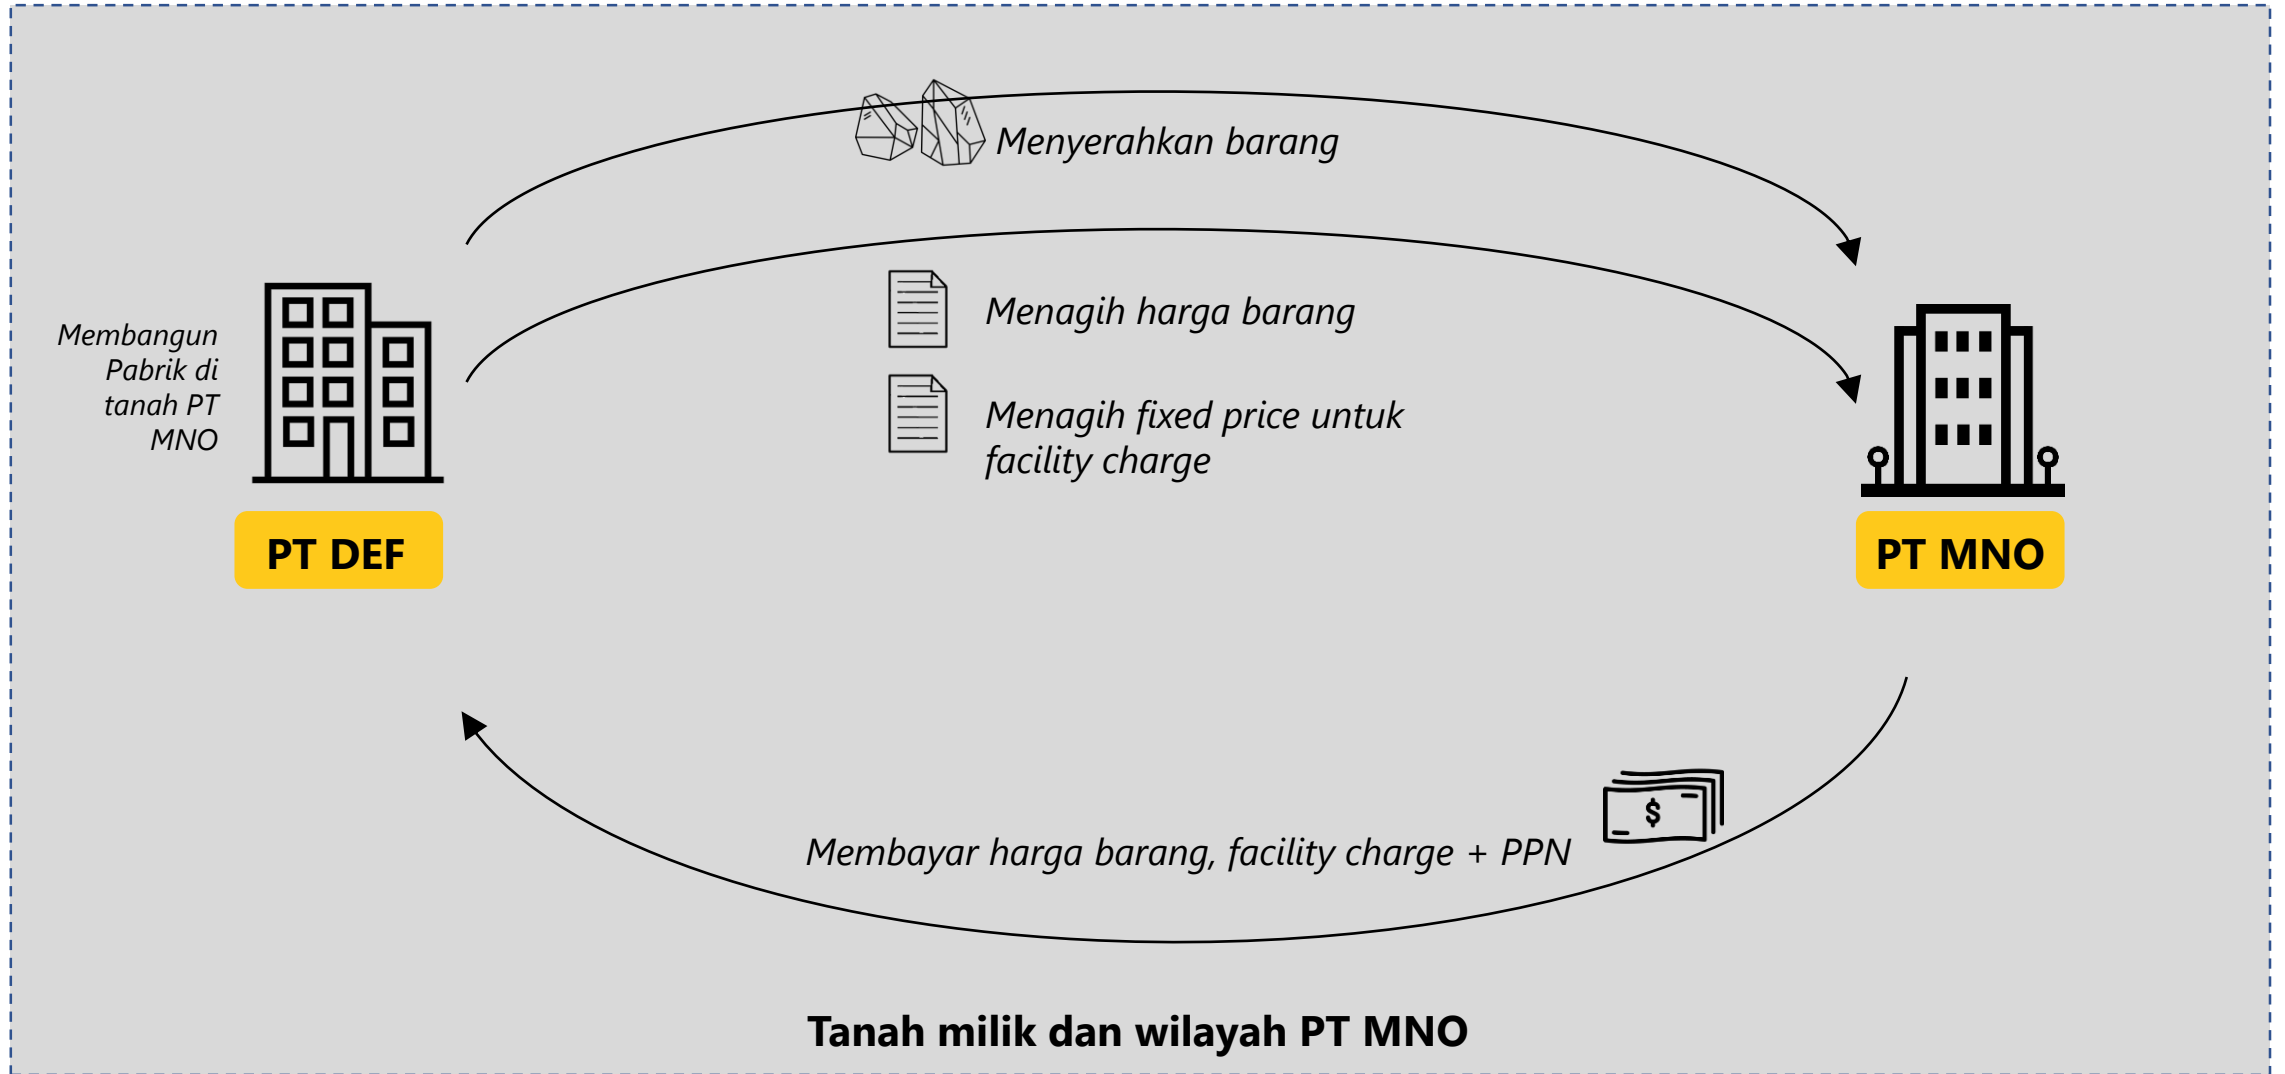 Menyerahkan barang
Menagih harga barang
Membangun
Pabrik di
tanah PT
MNO
Menagih fixed price untuk
facility charge
PT DEF
PT MNO
$
Membayar harga barang, facility charge + PPN
Tanah milik dan wilayah PT MNO